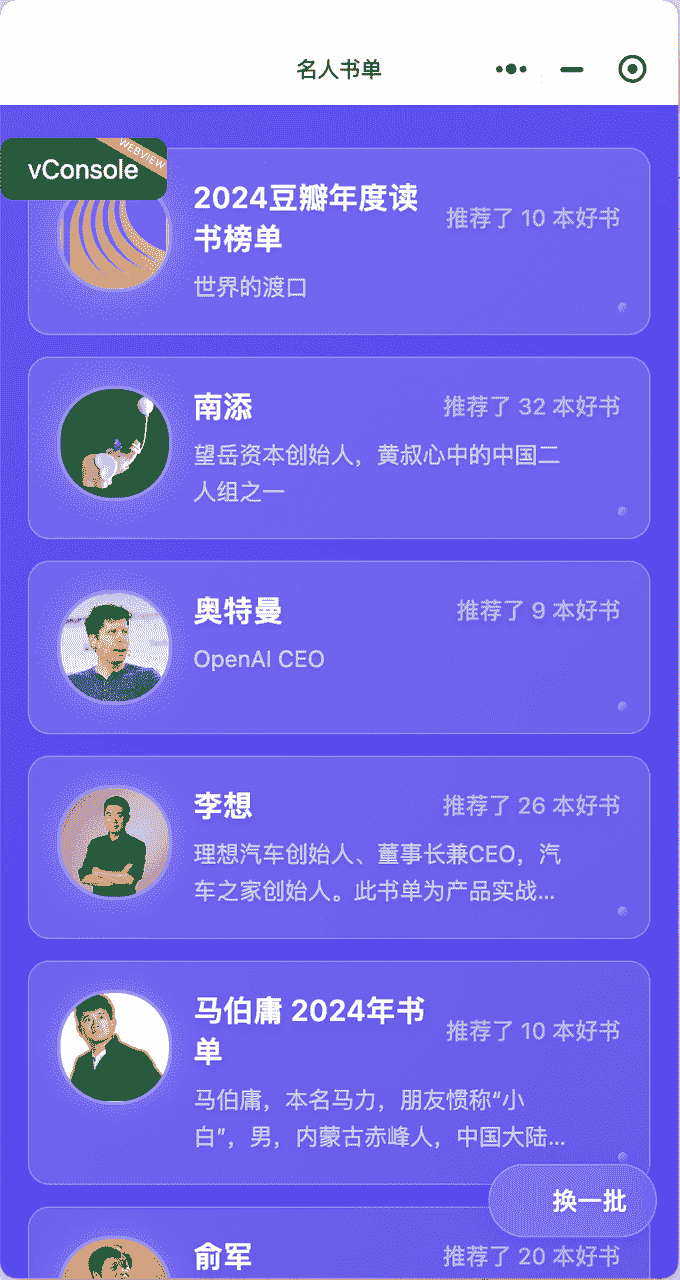 名人书单
vConsole
WEBVIEW
2024豆瓣年度读
书榜单
推荐了 10 本好书
世界的渡口
南添
推荐了 32 本好书
望岳资本创始人，黄叔心中的中国二
人组之一
奥特曼
推荐了 9 本好书
OpenAI CEO
李想
推荐了 26 本好书
理想汽车创始人、董事长兼CEO，汽
车之家创始人。此书单为产品实战...
马伯庸 2024年书
单
推荐了 10 本好书
马伯庸，本名马力，朋友惯称“小
白”，男，内蒙古赤峰人，中国大陆...
换一批
俞军
推荐了 20 本好书